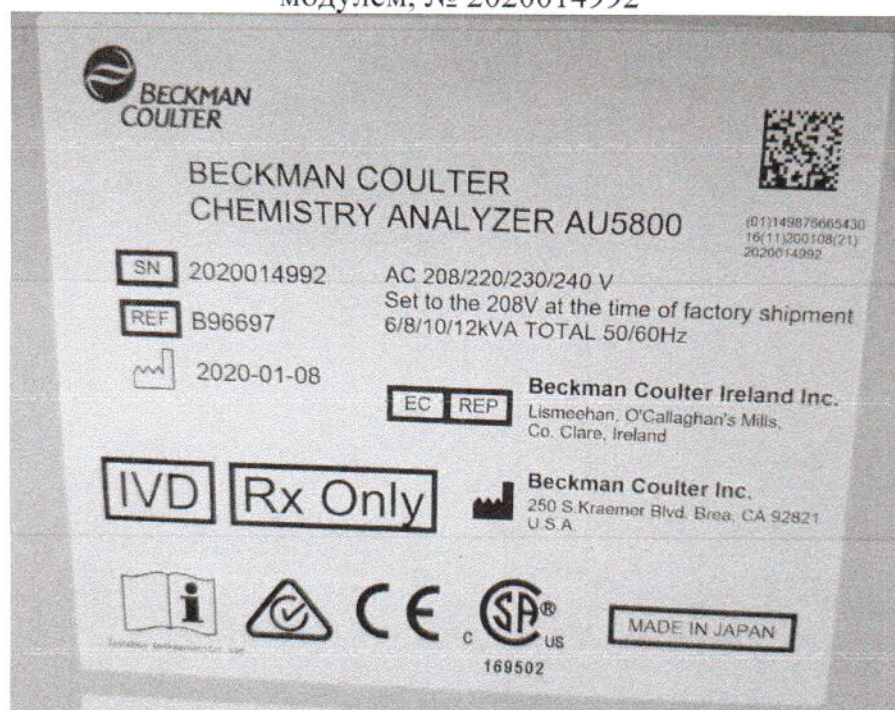 модулем, № 2020014992
BECKMAN
COULTER
BECKMAN COULTER
CHEMISTRY ANALYZER AU5800
(01)149876665430
16(11)200108(21)
2020014992
SN 2020014992
AC 208/220/230/240 V
Set to the 208V at the time of factory shipment
6/8/10/12kVA TOTAL 50/60Hz
REF B96697
2020-01-08
EC REP
Beckman Coulter Ireland Inc.
Lismeehan, O'Callaghan's Mills,
Co. Clare, Ireland
IVD Rx Only
Beckman Coulter Inc.
250 S.Kraemer Blvd. Brea, CA 92821
U.S.A.
i
CE
C SA ® US
169502
MADE IN JAPAN